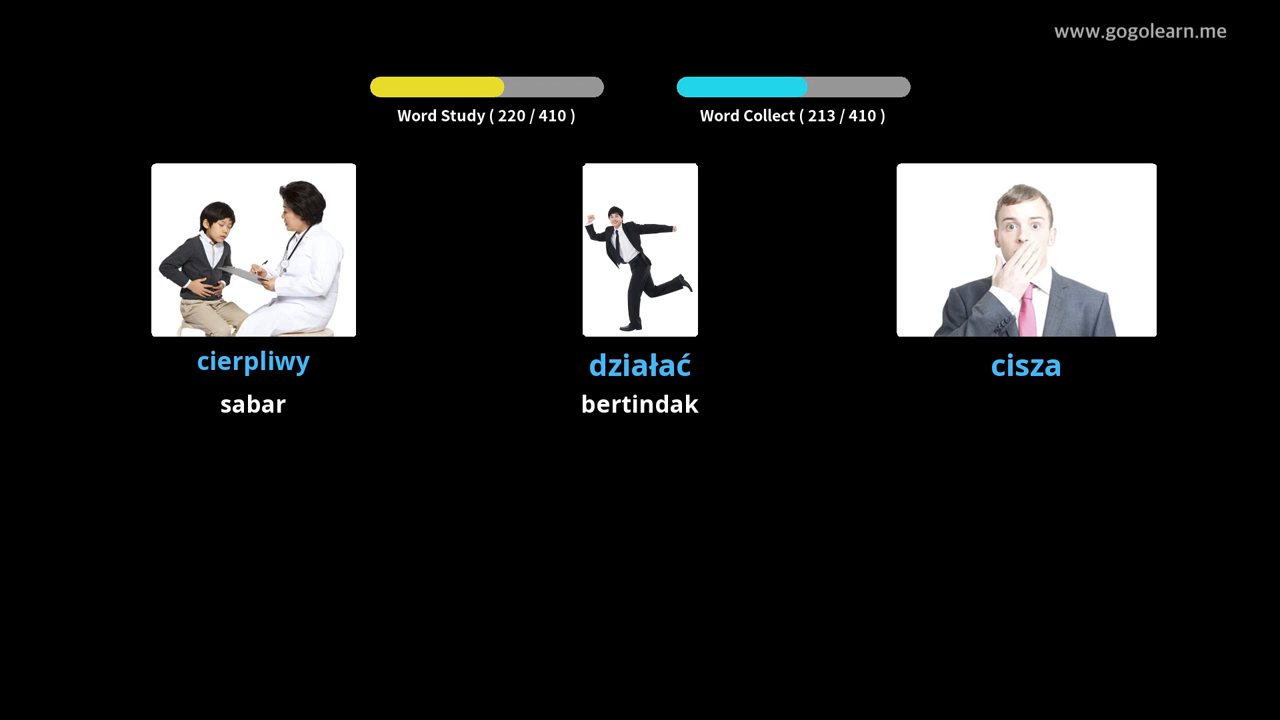 www.gogolearn.me
Word Study ( 220 / 410 )
Word Collect ( 213 / 410 )
cierpliwy
działać
cisza
sabar
bertindak